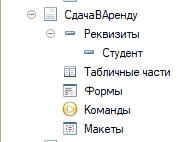 СдачаВАренду
Реквизиты
Студент
Табличные части
Формы
Команды
Макеты